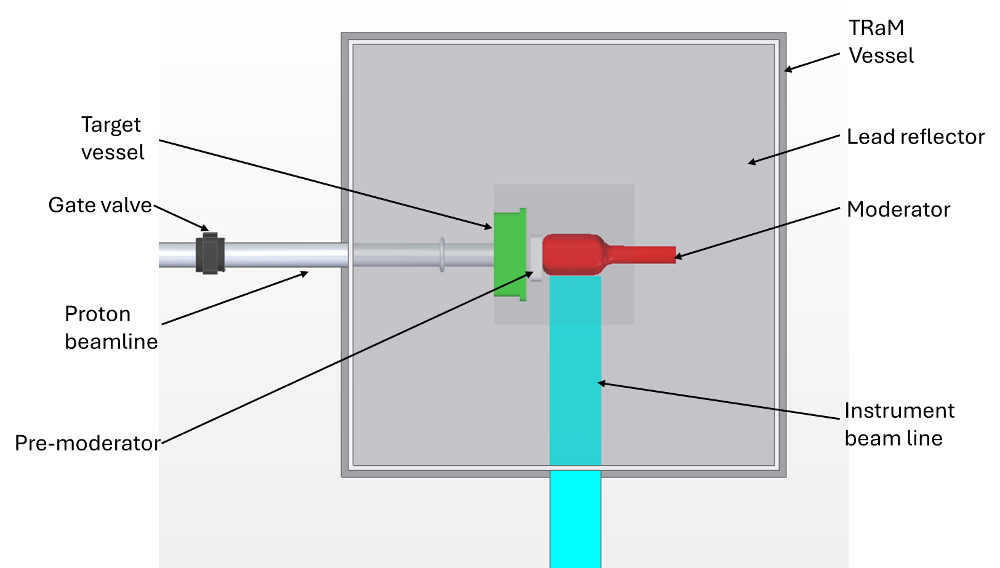 TRaM
Vessel
Target
vessel
Lead reflector
Gate valve
Moderator
Proton
beamline
Instrument
beam line
Pre-moderator